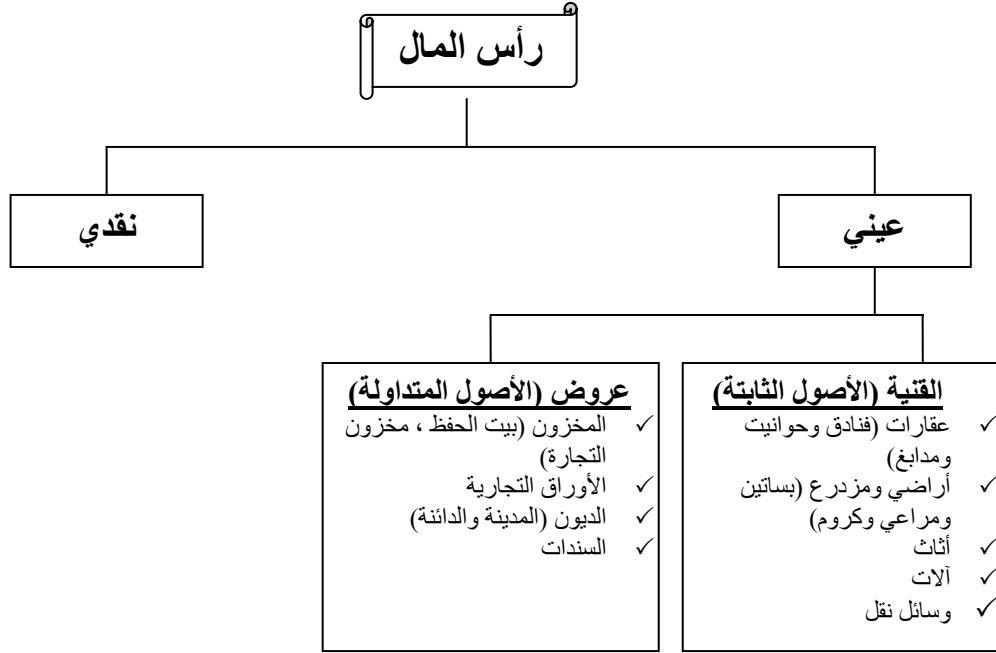 رأس المال
عيني
نقدي
القنية (الأصول الثابتة)
✓ عقارات (فنادق وحوانيت
ومدابغ)
✓ أراضي ومزدرع (بساتين
ومراعي وكروم)
✓ أثاث
✓ آلات
✓ وسائل نقل
عروض (الأصول المتداولة)
✓ المخزون (بيت الحفظ ، مخزون
التجارة)
✓ الأوراق التجارية
✓ الديون (المدينة والدائنة)
✓ السندات